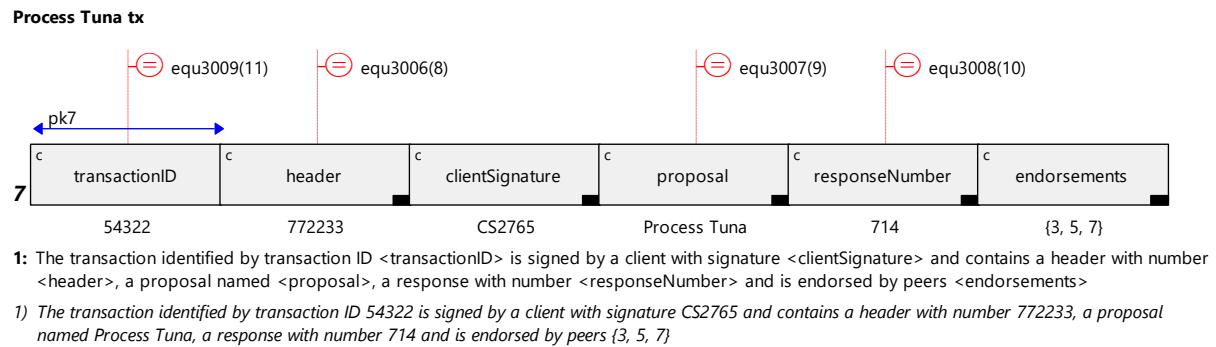 Process Tuna tx
equ3009(11) equ3006(8) equ3007(9) equ3008(10)
pk7
c c c c c c
7 transactionID header clientSignature proposal responseNumber endorsements
54322 772233 CS2765 Process Tuna 714 {3, 5, 7}
1: The transaction identified by transaction ID <transactionID> is signed by a client with signature <clientSignature> and contains a header with number
<header>, a proposal named <proposal>, a response with number <responseNumber> and is endorsed by peers <endorsements>
1) The transaction identified by transaction ID 54322 is signed by a client with signature CS2765 and contains a header with number 772233, a proposal
named Process Tuna, a response with number 714 and is endorsed by peers {3, 5, 7}